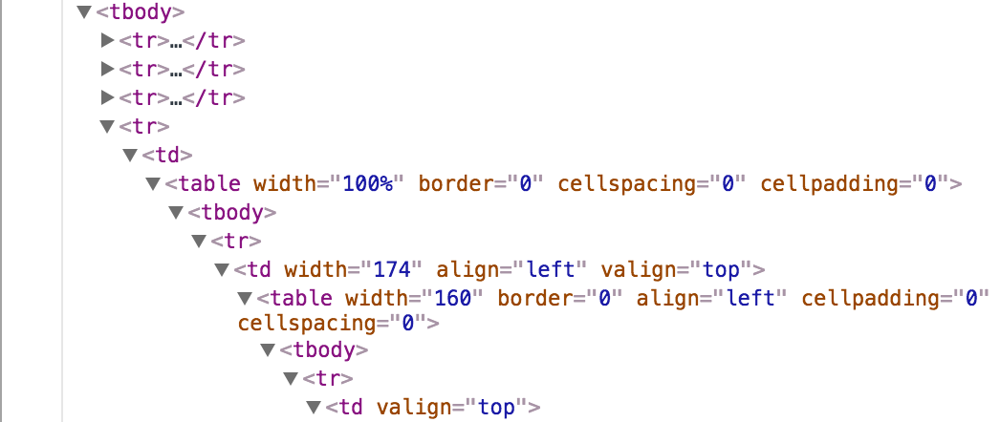 ▼<tbody>
▶<tr>…</tr>
▶<tr>…</tr>
▶<tr>…</tr>
▼<tr>
▼<td>
▼<table width="100%" border="0" cellspacing="0" cellpadding="0">
▼<tbody>
▼<tr>
▼<td width="174" align="left" valign="top">
▼<table width="160" border="0" align="left" cellpadding="0"
cellspacing="0">
▼<tbody>
▼<tr>
▼<td valign="top">